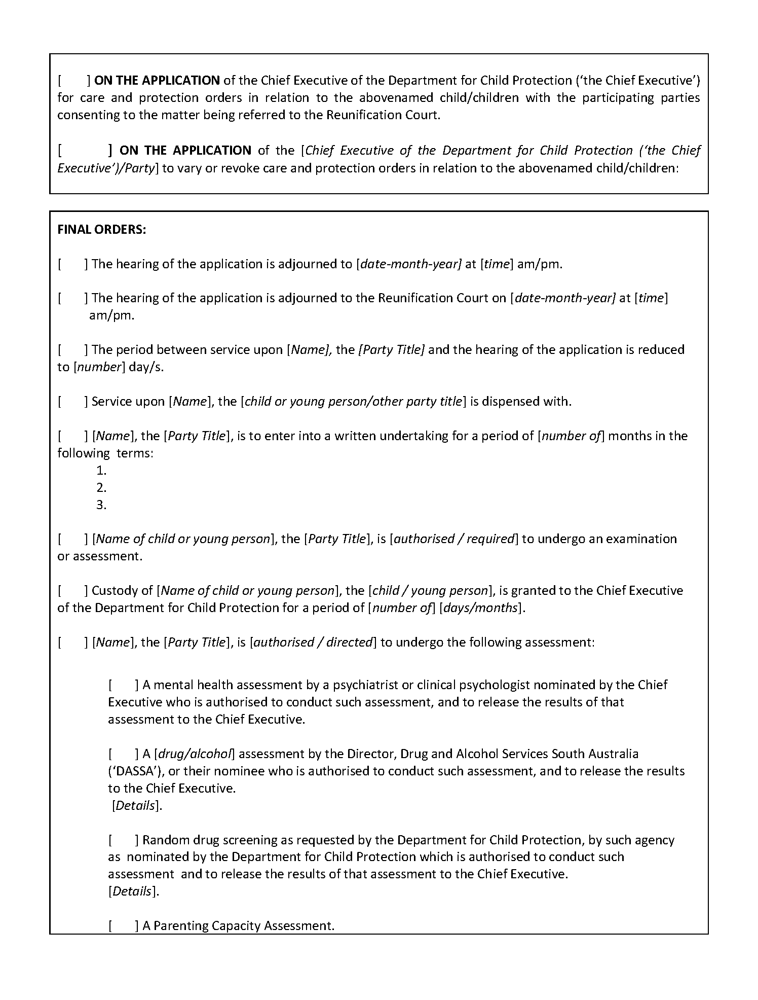 [ ] ON THE APPLICATION of the Chief Executive of the Department for Child Protection (‘the Chief Executive’)
for care and protection orders in relation to the abovenamed child/children with the participating parties
consenting to the matter being referred to the Reunification Court.
[ ] ON THE APPLICATION of the [Chief Executive of the Department for Child Protection (‘the Chief
Executive’)/Party] to vary or revoke care and protection orders in relation to the abovenamed child/children:
FINAL ORDERS:
[ ] The hearing of the application is adjourned to [date-month-year] at [time] am/pm.
[ ] The hearing of the application is adjourned to the Reunification Court on [date-month-year] at [time]
am/pm.
[ ] The period between service upon [Name], the [Party Title] and the hearing of the application is reduced
to [number] day/s.
[ ] Service upon [Name], the [child or young person/other party title] is dispensed with.
[ ] [Name], the [Party Title], is to enter into a written undertaking for a period of [number of] months in the
following terms:
1.
2.
3.
[ ] [Name of child or young person], the [Party Title], is [authorised / required] to undergo an examination
or assessment.
[ ] Custody of [Name of child or young person], the [child / young person], is granted to the Chief Executive
of the Department for Child Protection for a period of [number of] [days/months].
[ ] [Name], the [Party Title], is [authorised / directed] to undergo the following assessment:
[ ] A mental health assessment by a psychiatrist or clinical psychologist nominated by the Chief
Executive who is authorised to conduct such assessment, and to release the results of that
assessment to the Chief Executive.
[ ] A [drug/alcohol] assessment by the Director, Drug and Alcohol Services South Australia
(‘DASSA’), or their nominee who is authorised to conduct such assessment, and to release the results
to the Chief Executive.
[Details].
[ ] Random drug screening as requested by the Department for Child Protection, by such agency
as nominated by the Department for Child Protection which is authorised to conduct such
assessment and to release the results of that assessment to the Chief Executive.
[Details].
[ ] A Parenting Capacity Assessment.